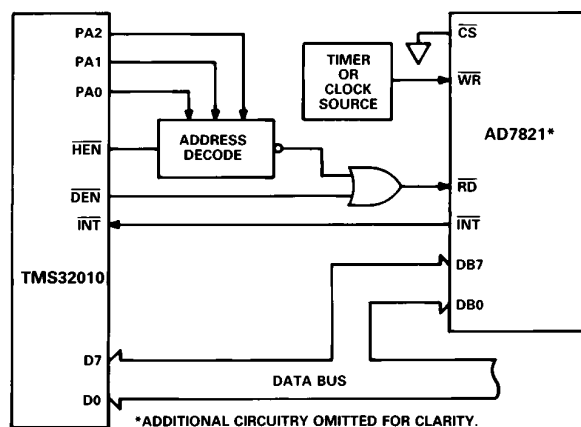 PA2
PA1
PA0
HEN
DEN
INT
TMS32010
D7
D0
ADDRESS
DECODE
TIMER
OR
CLOCK
SOURCE
CS
WR
AD7821*
RD
INT
DB7
DB0
DATA BUS
*ADDITIONAL CIRCUITRY OMITTED FOR CLARITY.